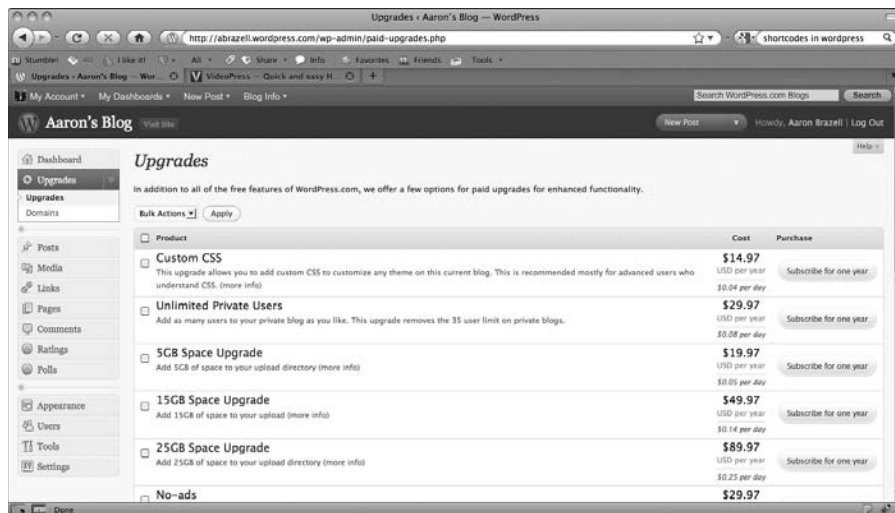 Upgrades ‹ Aaron's Blog — WordPress
http://abrazell.wordpress.com/wp-admin/paid-upgrades.php
shortcodes in wordpress
Stumble! I like it! All Share Info Favorites Friends Tools
Upgrades ‹ Aaron's Blog — Wor... VideoPress — Quick and easy H...
My Account My Dashboards New Post Blog Info Search WordPress.com Blogs Search
Aaron's Blog Visit Site New Post Howdy, Aaron Brazell | Log Out
Help
Dashboard
Upgrades
Upgrades
Domains
Posts
Media
Links
Pages
Comments
Ratings
Polls
Appearance
Users
Tools
Settings
Upgrades
In addition to all of the free features of WordPress.com, we offer a few options for paid upgrades for enhanced functionality.
Bulk Actions Apply
Product Cost Purchase
Custom CSS $14.97
This upgrade allows you to add custom CSS to customize any theme on this current blog. This is recommended mostly for advanced users who USD per year Subscribe for one year
understand CSS. (more info) $0.04 per day
Unlimited Private Users $29.97
Add as many users to your private blog as you like. This upgrade removes the 35 user limit on private blogs. USD per year Subscribe for one year
$0.08 per day
5GB Space Upgrade $19.97
Add 5GB of space to your upload directory (more info) USD per year Subscribe for one year
$0.05 per day
15GB Space Upgrade $49.97
Add 15GB of space to your upload (more info) USD per year Subscribe for one year
$0.14 per day
25GB Space Upgrade $89.97
Add 25GB of space to your upload directory (more info) USD per year Subscribe for one year
$0.25 per day
No-ads $29.97
Done